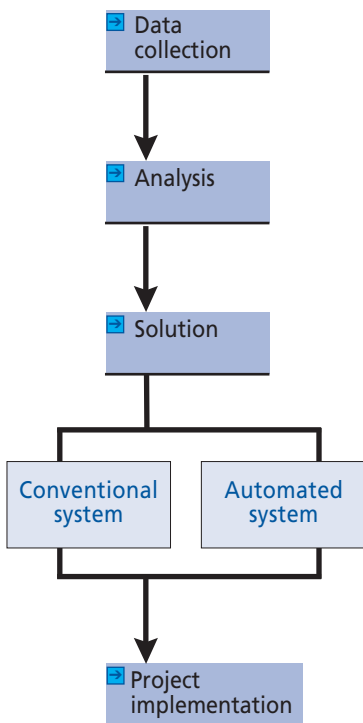 Data
collection
Analysis
Solution
Conventional
system
Automated
system
Project
implementation